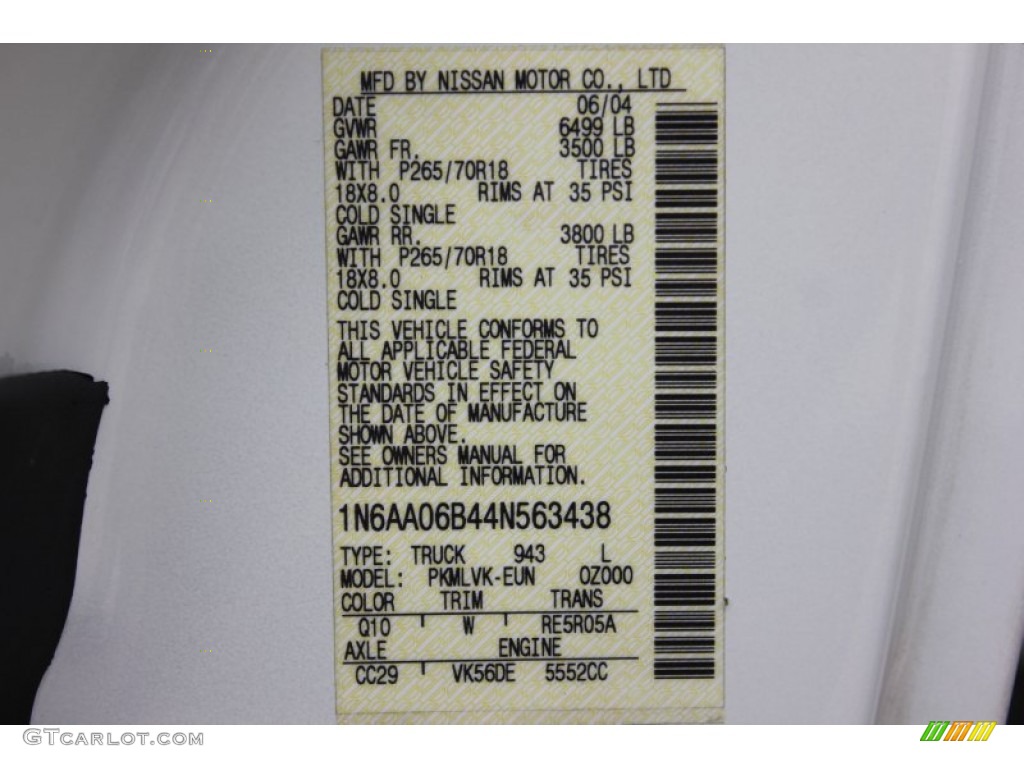 MFD BY NISSAN MOTOR CO., LTD
DATE 06/04
GVWR 6499 LB
GAWR FR. 3500 LB
WITH P265/70R18 TIRES
18X8.0 RIMS AT 35 PSI
COLD SINGLE
GAWR RR. 3800 LB
WITH P265/70R18 TIRES
18X8.0 RIMS AT 35 PSI
COLD SINGLE
THIS VEHICLE CONFORMS TO
ALL APPLICABLE FEDERAL
MOTOR VEHICLE SAFETY
STANDARDS IN EFFECT ON
THE DATE OF MANUFACTURE
SHOWN ABOVE.
SEE OWNERS MANUAL FOR
ADDITIONAL INFORMATION.
1N6AA06B44N563438
TYPE: TRUCK 943 L
MODEL: PKMLVK-EUN 0Z000
COLOR TRIM TRANS
Q10 W RE5R05A
AXLE ENGINE
CC29 VK56DE 5552CC
GTCARLOT.COM